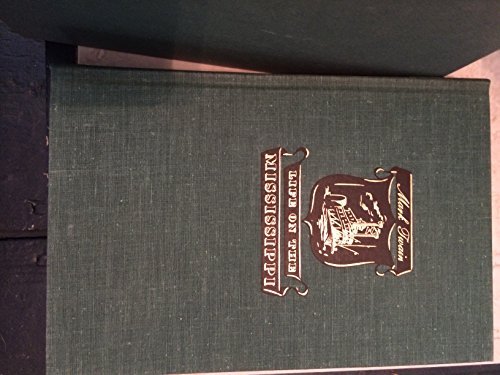 Mark Twain
LIFE ON THE
MISSISSIPPI